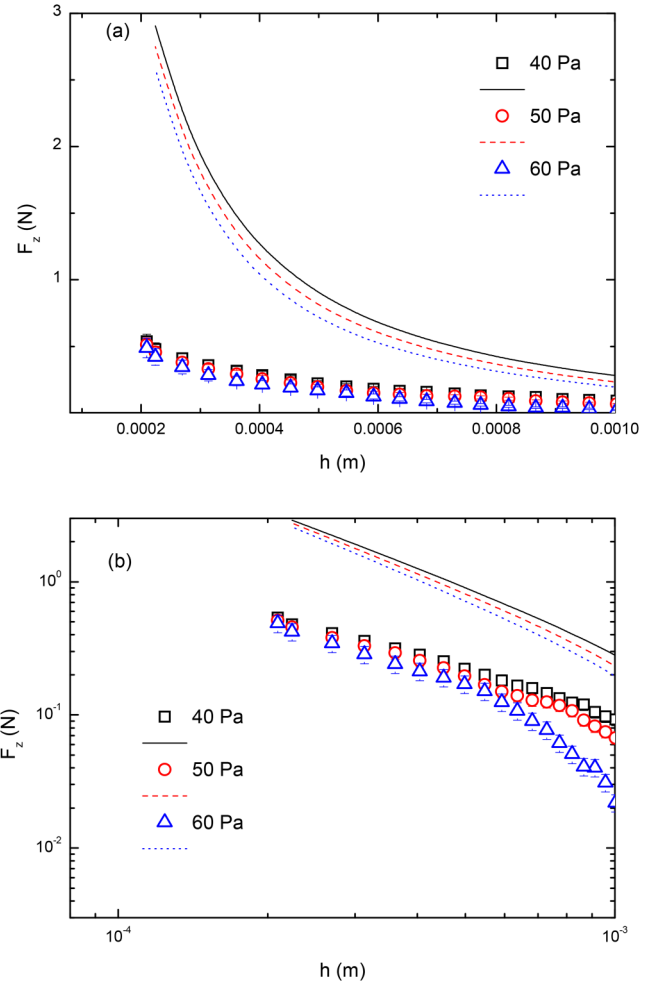 (a)
3
2
1
F_z (N)
40 Pa
50 Pa
60 Pa
0.0002 0.0004 0.0006 0.0008 0.0010
h (m)
(b)
10^0
10^-1
10^-2
F_z (N)
40 Pa
50 Pa
60 Pa
10^-4 10^-3
h (m)